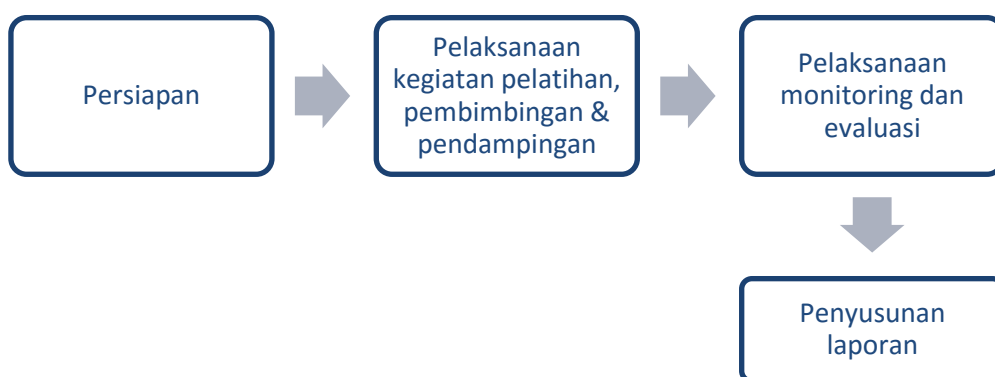 Persiapan
Pelaksanaan
kegiatan pelatihan,
pembimbingan &
pendampingan
Pelaksanaan
monitoring dan
evaluasi
Penyusunan
laporan